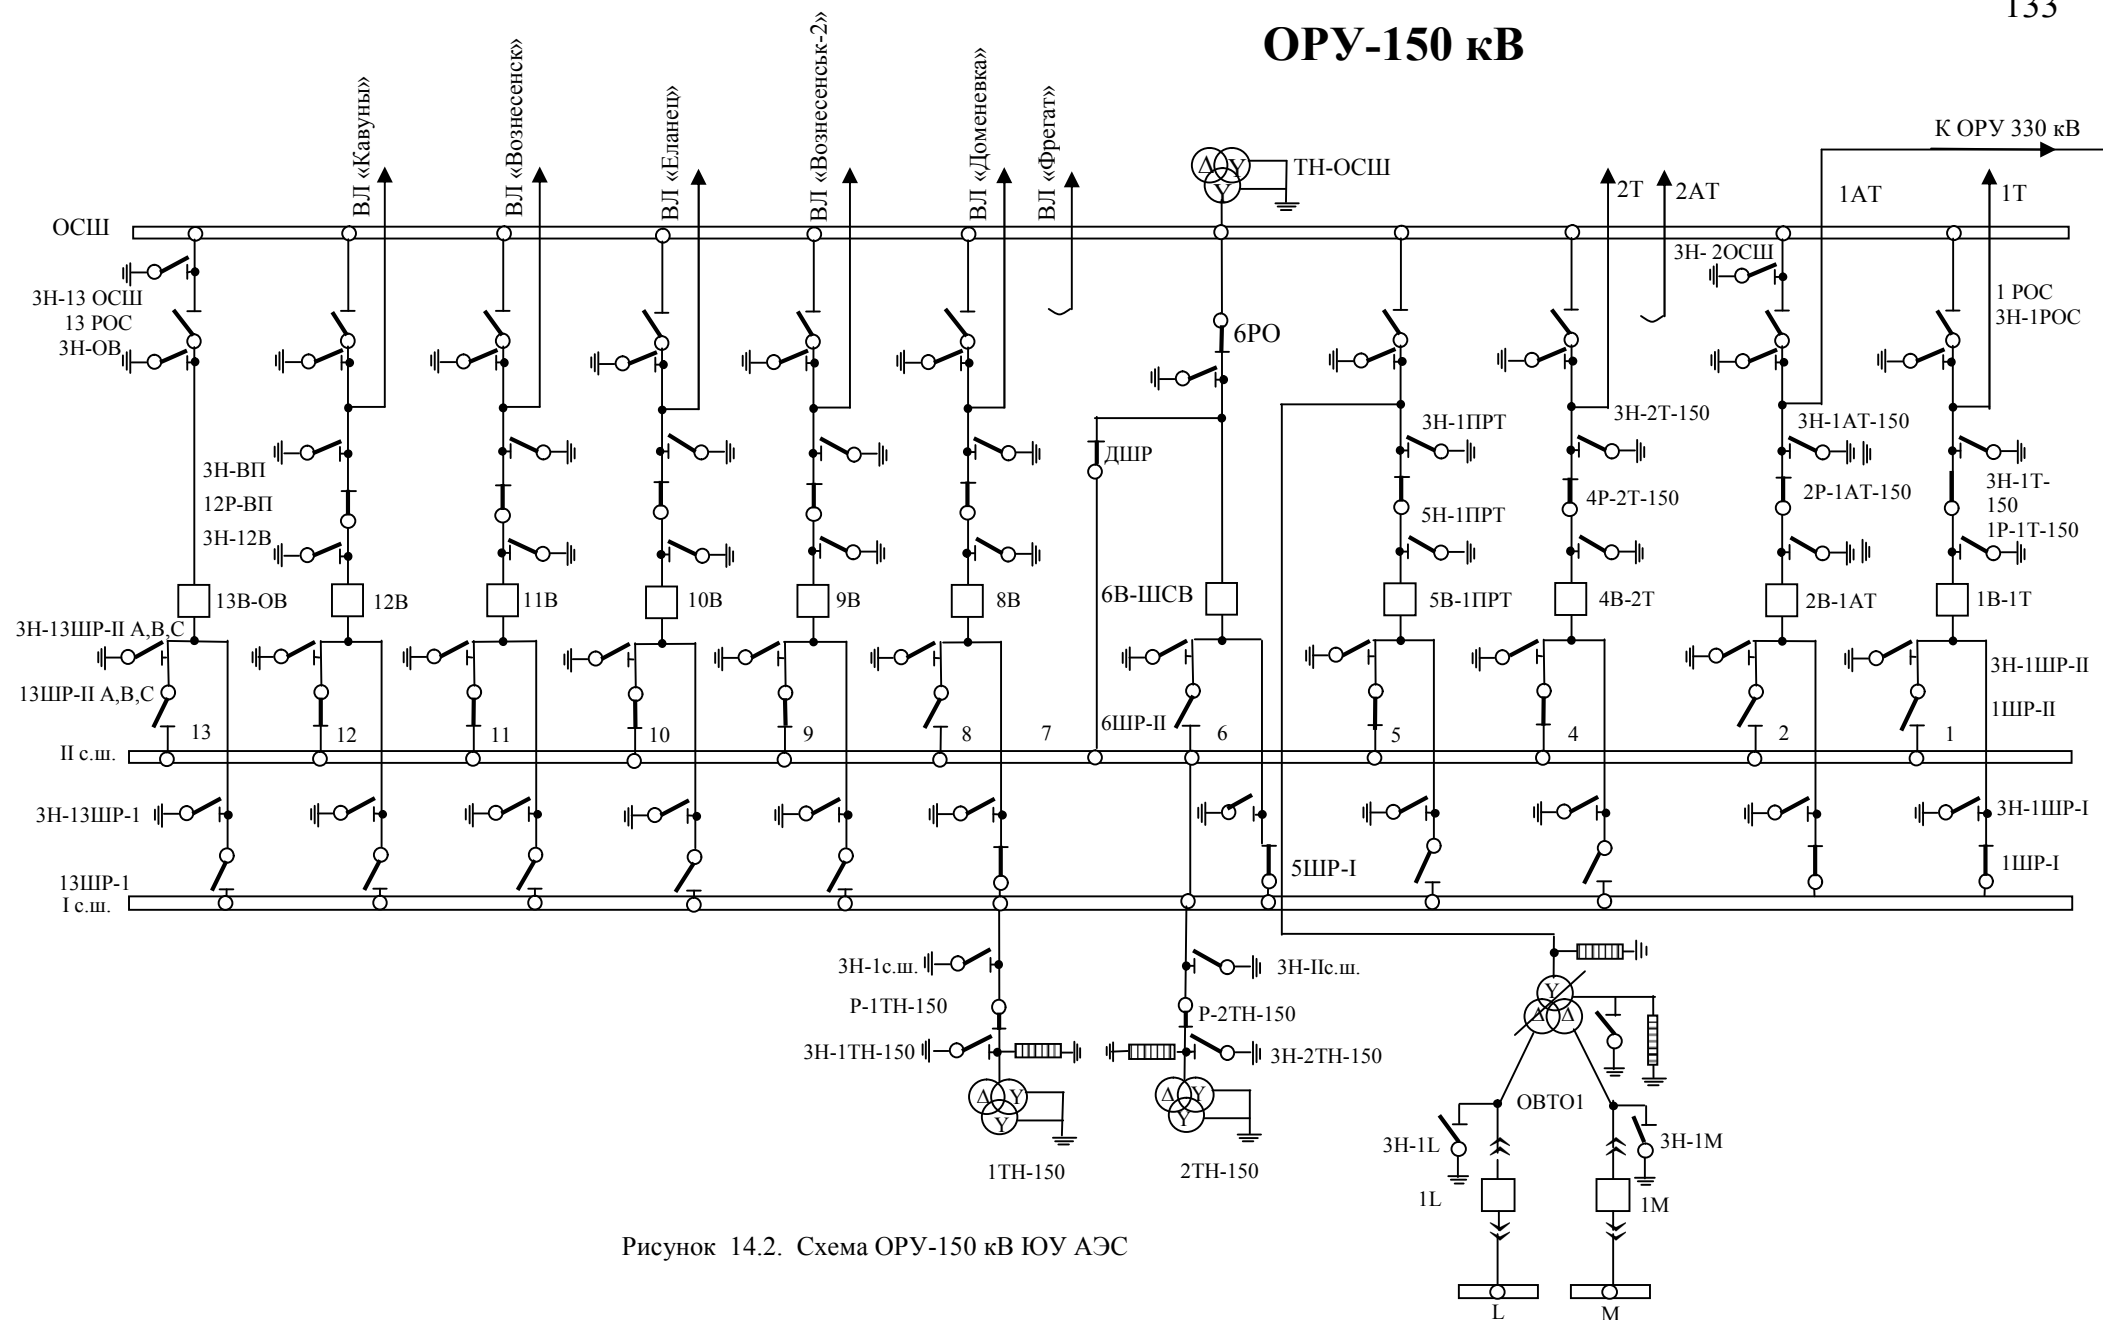 133
ОРУ-150 кВ
ВЛ «Кавуны»
ВЛ «Вознесенск»
ВЛ «Еланец»
ВЛ «Вознесенськ-2»
ВЛ «Доменевка»
ВЛ «Фрегат»
ТН-ОСШ
К ОРУ 330 кВ
2Т
2АТ
1АТ
1Т
ОСШ
ЗН- 2ОСШ
ЗН-13 ОСШ
13 РОС
ЗН-ОВ
6РО
1 РОС
ЗН-1РОС
ЗН-1ПРТ
ЗН-2Т-150
ЗН-1АТ-150
ДШР
ЗН-ВП
12Р-ВП
ЗН-12В
5Н-1ПРТ
4Р-2Т-150
2Р-1АТ-150
ЗН-1Т-
150
1Р-1Т-150
13В-ОВ
12В
11В
10В
9В
8В
6В-ШСВ
5В-1ПРТ
4В-2Т
2В-1АТ
1В-1Т
ЗН-13ШР-II А,В,С
ЗН-1ШР-II
13ШР-II А,В,С
6ШР-II
1ШР-II
13
12
11
10
9
8
7
6
5
4
2
1
II с.ш.
ЗН-13ШР-1
ЗН-1ШР-I
13ШР-1
5ШР-I
1ШР-I
I с.ш.
ЗН-1с.ш.
ЗН-IIс.ш.
Р-1ТН-150
Р-2ТН-150
ЗН-1ТН-150
ЗН-2ТН-150
Δ Y
Y
Δ Y
Y
Δ Y
Y
Y
Δ Δ
ОВТО1
ЗН-1L
ЗН-1М
1ТН-150
2ТН-150
1L
1М
Рисунок 14.2. Схема ОРУ-150 кВ ЮУ АЭС
L
М